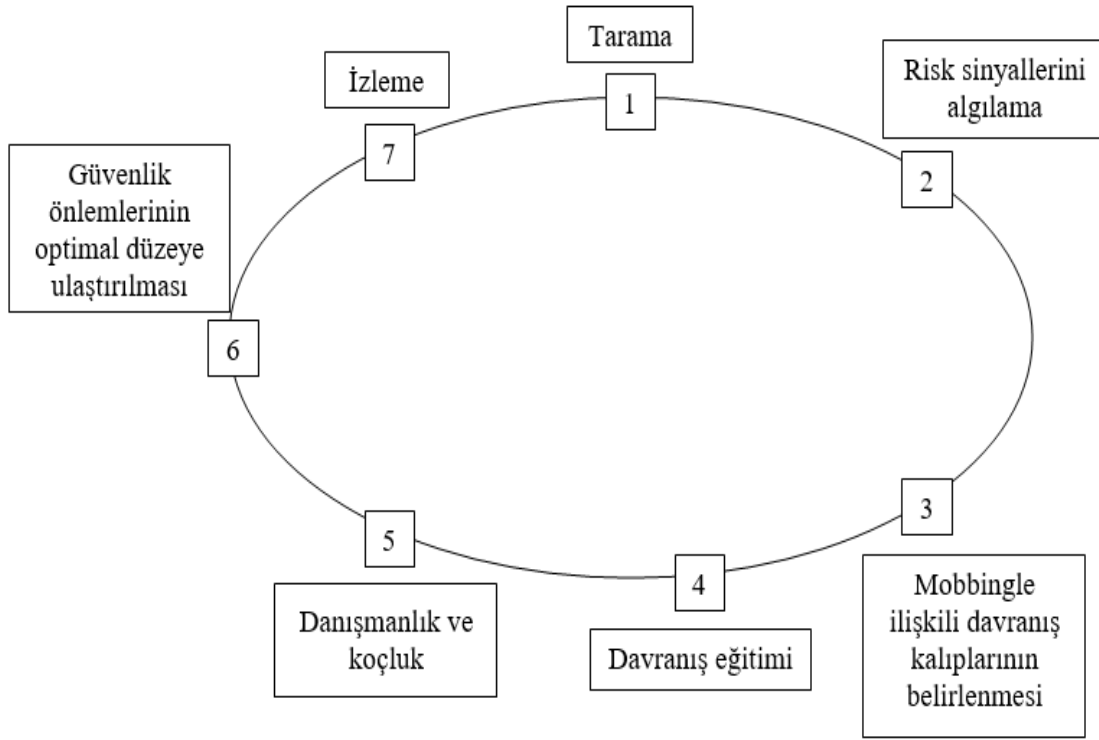 Tarama
1
Risk sinyallerini
algılama
2
3
Mobbingle
ilişkili davranış
kalıplarının
belirlenmesi
4
Davranış eğitimi
5
Danışmanlık ve
koçluk
6
Güvenlik
önlemlerinin
optimal düzeye
ulaştırılması
7
İzleme